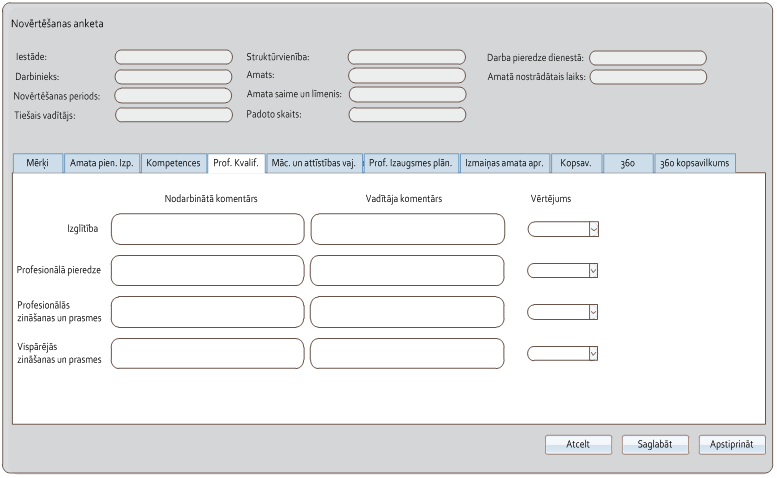 Novērtēšanas anketa
Iestāde: Struktūrvienība: Darba pieredze dienestā:
Darbinieks: Amats: Amatā nostrādātais laiks:
Novērtēšanas periods: Amata saime un līmenis:
Tiešais vadītājs: Padoto skaits:
Mērķi Amata pien. Izp. Kompetences Prof. Kvalif. Māc. un attīstības vaj. Prof. Izaugsmes plān. Izmaiņas amata apr. Kopsav. 360 360 kopsavilkums
Nodarbinātā komentārs Vadītāja komentārs Vērtējums
Izglītība
Profesionālā pieredze
Profesionālās
zināšanas un prasmes
Vispārējās
zināšanas un prasmes
Atcelt Saglabāt Apstiprināt